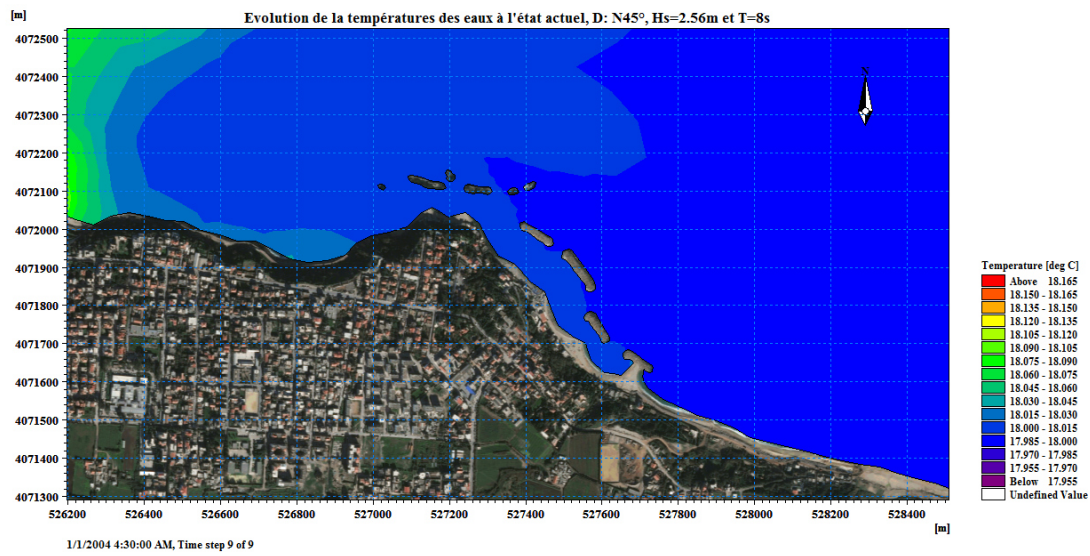 [m]
Evolution de la températures des eaux à l'état actuel, D: N45°, Hs=2.56m et T=8s
4072500
4072400
4072300
4072200
4072100
4072000
4071900
4071800
4071700
4071600
4071500
4071400
4071300
N
526200 526400 526600 526800 527000 527200 527400 527600 527800 528000 528200 528400
[m]
1/1/2004 4:30:00 AM, Time step 9 of 9
Temperature [deg C]
Above 18.165
18.150 - 18.165
18.135 - 18.150
18.120 - 18.135
18.105 - 18.120
18.090 - 18.105
18.075 - 18.090
18.060 - 18.075
18.045 - 18.060
18.030 - 18.045
18.015 - 18.030
18.000 - 18.015
17.985 - 18.000
17.970 - 17.985
17.955 - 17.970
Below 17.955
Undefined Value